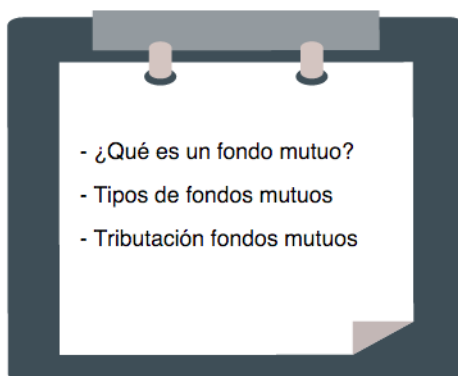 - ¿Qué es un fondo mutuo?
- Tipos de fondos mutuos
- Tributación fondos mutuos